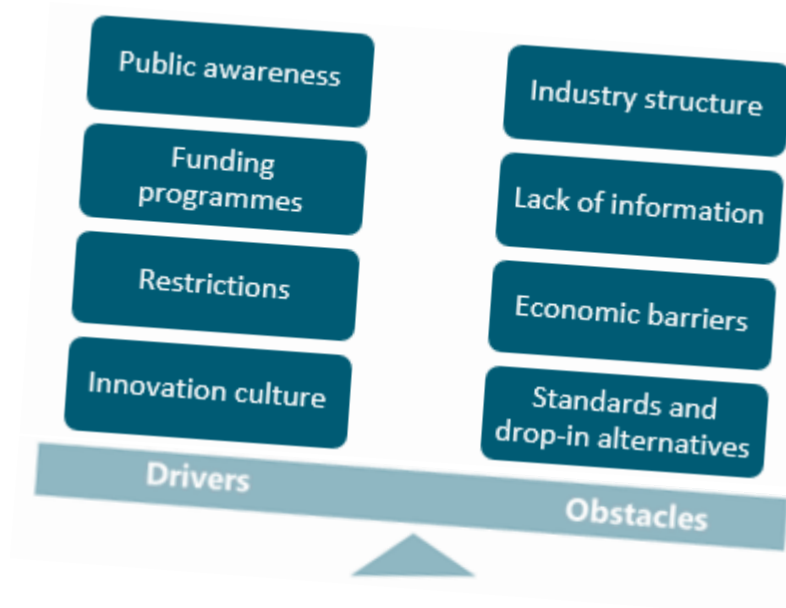 Public awareness
Funding
programmes
Restrictions
Innovation culture
Drivers
Industry structure
Lack of information
Economic barriers
Standards and
drop-in alternatives
Obstacles